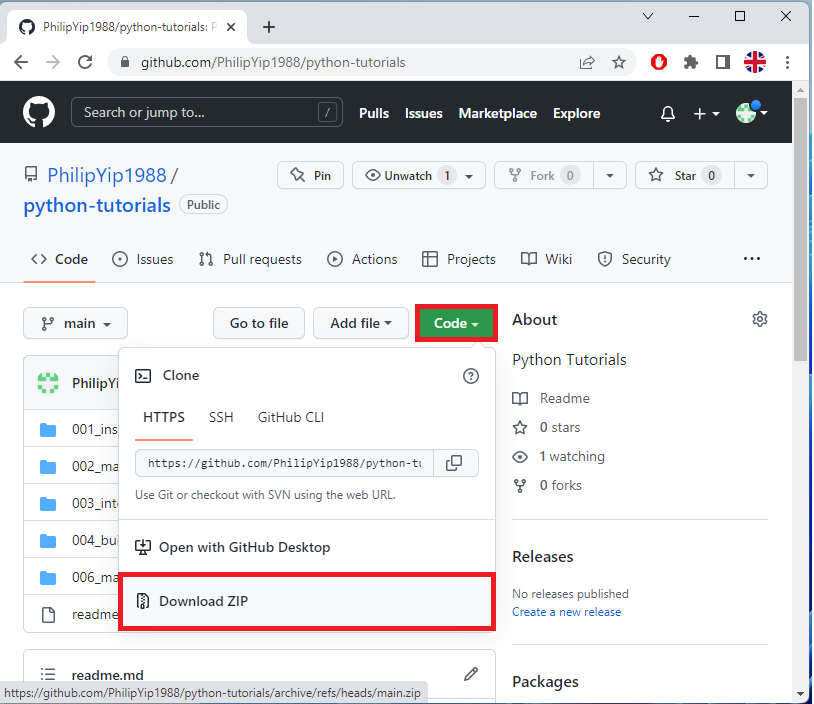 PhilipYip1988/python-tutorials: P
github.com/PhilipYip1988/python-tutorials
Search or jump to... /
Pulls Issues Marketplace Explore
PhilipYip1988 /
python-tutorials Public
Pin Unwatch 1 Fork 0 Star 0
Code Issues Pull requests Actions Projects Wiki Security
main Go to file Add file Code
About
Python Tutorials
Readme
0 stars
1 watching
0 forks
Releases
No releases published
Create a new release
Packages
PhilipYi
001_ins
002_ma
003_inte
004_bui
006_ma
readme
Clone
HTTPS SSH GitHub CLI
https://github.com/PhilipYip1988/python-tu
Use Git or checkout with SVN using the web URL.
Open with GitHub Desktop
Download ZIP
readme.md
https://github.com/PhilipYip1988/python-tutorials/archive/refs/heads/main.zip